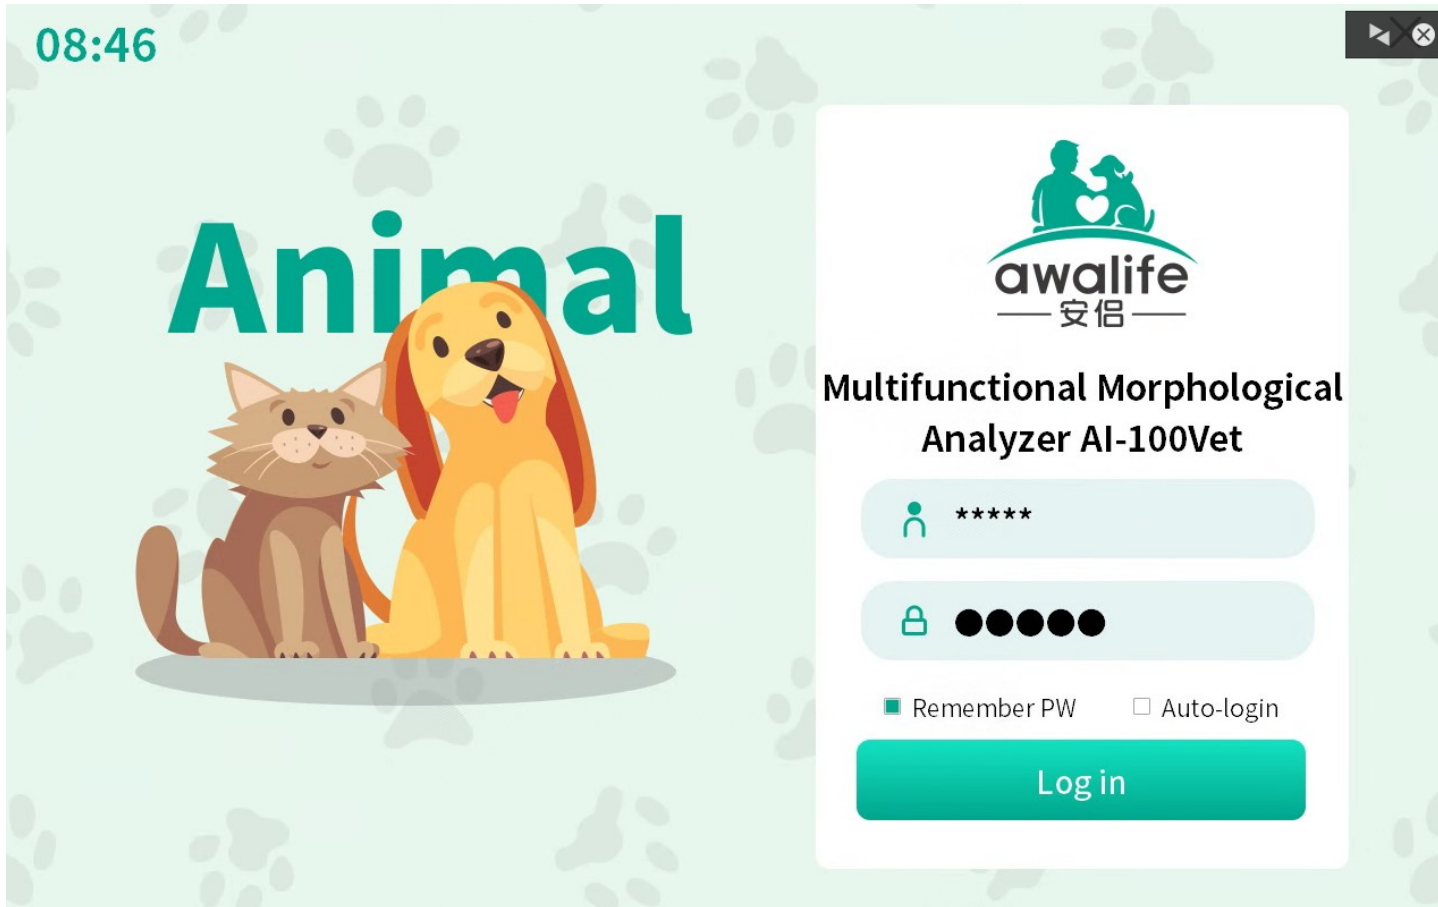 08:46
Animal
awalife
安侣
Multifunctional Morphological
Analyzer AI-100Vet
*****
●●●●●
Remember PW
Auto-login
Log in